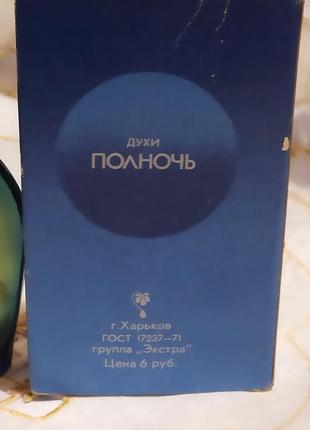 ДУХИ
ПОЛНОЧЬ
г. Харьков
ГОСТ 17237—71
группа „Экстра"
Цена 6 руб.